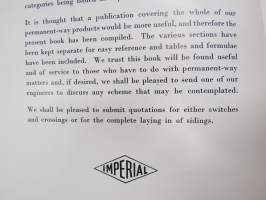 It is thought that a publication covering the whole of our
permanent-way products would be more useful, and therefore the
present book has been compiled. The various sections have
been kept separate for easy reference and tables and formulae
have been included. We trust this book will be found useful
and of service to those who have to do with permanent-way
matters and, if desired, we shall be pleased to send one of our
engineers to discuss any scheme that may be contemplated.
We shall be pleased to submit quotations for either switches
and crossings or for the complete laying in of sidings.
IMPERIAL